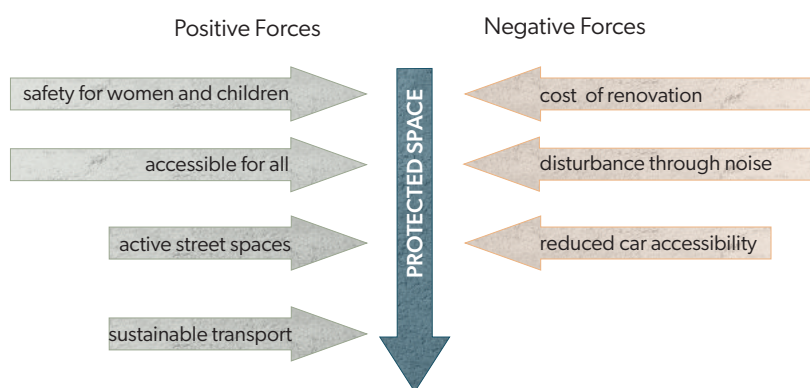 Positive Forces
Negative Forces
safety for women and children
cost of renovation
accessible for all
disturbance through noise
active street spaces
reduced car accessibility
sustainable transport
PROTECTED SPACE